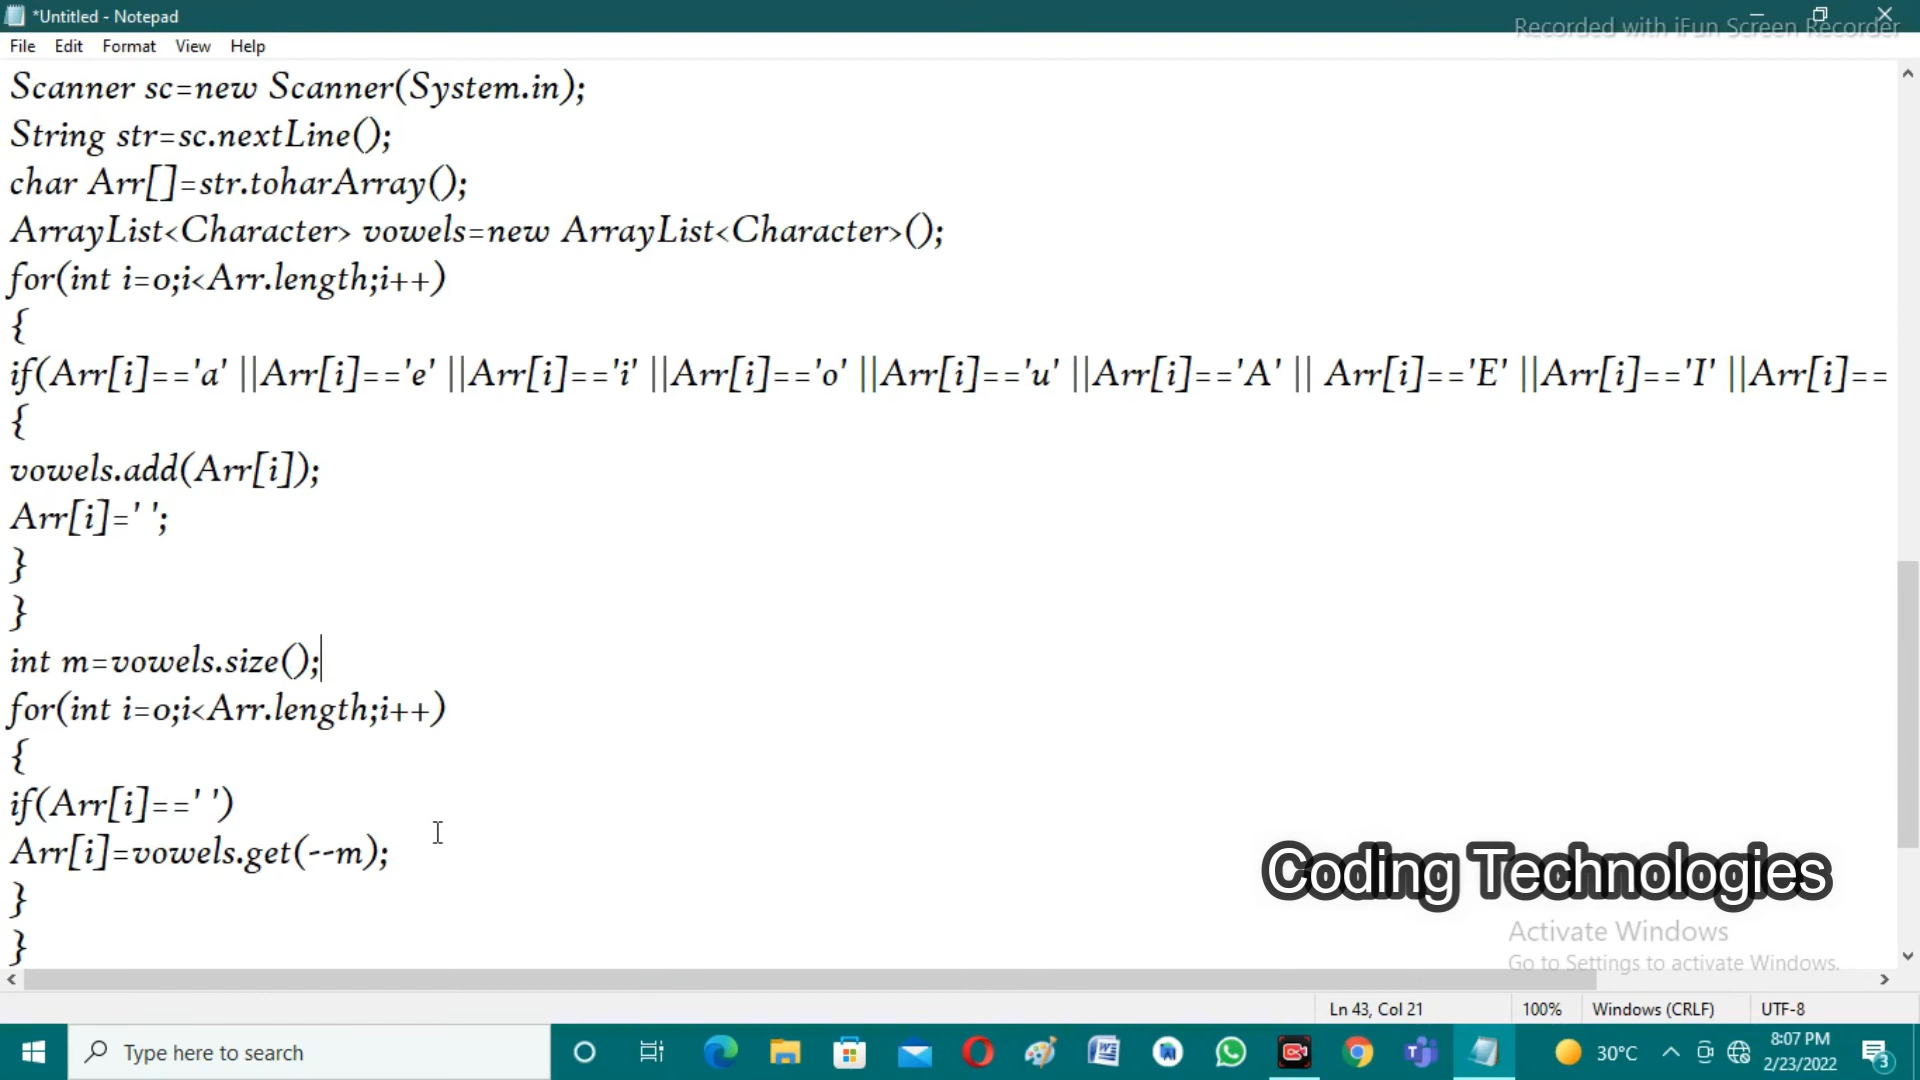 *Untitled - Notepad
Recorded with iFun Screen Recorder
File Edit Format View Help
Scanner sc=new Scanner(System.in);
String str=sc.nextLine();
char Arr[]=str.toharArray();
ArrayList<Character> vowels=new ArrayList<Character>();
for(int i=0;i<Arr.length;i++)
{
if(Arr[i]=='a' ||Arr[i]=='e' ||Arr[i]=='i' ||Arr[i]=='o' ||Arr[i]=='u' ||Arr[i]=='A' || Arr[i]=='E' ||Arr[i]=='I' ||Arr[i]==
{
vowels.add(Arr[i]);
Arr[i]=' ';
}
}
int m=vowels.size();
for(int i=0;i<Arr.length;i++)
{
if(Arr[i]==' ')
Arr[i]=vowels.get(--m);
}
}
Coding Technologies
Activate Windows
Go to Settings to activate Windows.
Ln 43, Col 21 100% Windows (CRLF) UTF-8
Type here to search
30°C
8:07 PM
2/23/2022
3